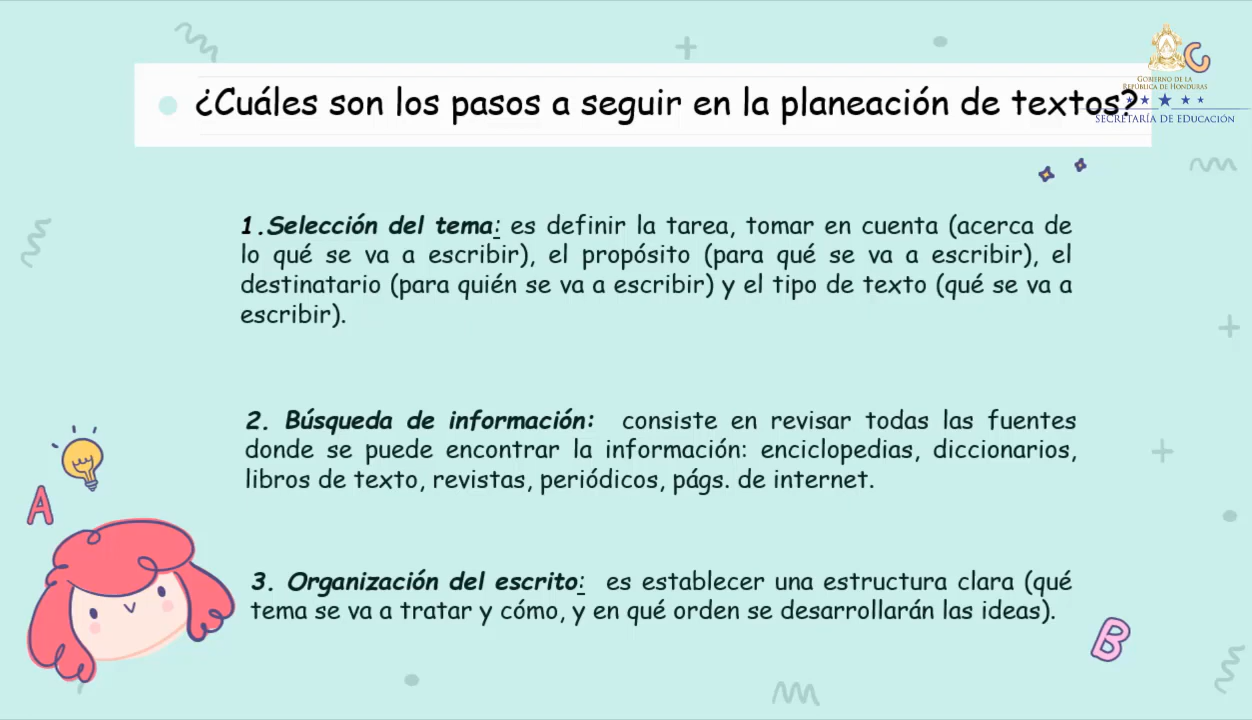 GOBIERNO DE LA
REPÚBLICA DE HONDURAS
SECRETARÍA DE EDUCACIÓN
¿Cuáles son los pasos a seguir en la planeación de textos?
1.Selección del tema: es definir la tarea, tomar en cuenta (acerca de
lo qué se va a escribir), el propósito (para qué se va a escribir), el
destinatario (para quién se va a escribir) y el tipo de texto (qué se va a
escribir).
2. Búsqueda de información: consiste en revisar todas las fuentes
donde se puede encontrar la información: enciclopedias, diccionarios,
libros de texto, revistas, periódicos, págs. de internet.
3. Organización del escrito: es establecer una estructura clara (qué
tema se va a tratar y cómo, y en qué orden se desarrollarán las ideas).
A
B
C